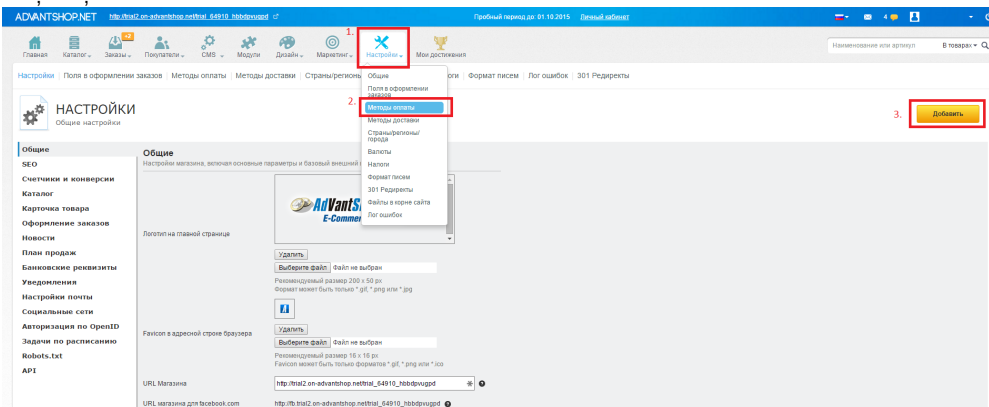 ADVANTSHOP.NET http://trial2.on-advantshop.net/trial_64910_hbbdpvugpd Пробный период до: 01.10.2015 Личный кабинет 4
+2
1.
Главная Каталог Заказы Покупатели CMS Модули Дизайн Маркетинг Настройки Мои достижения Наименование или артикул В товарах
Настройки Поля в оформлении заказов Методы оплаты Методы доставки Страны/регионы Формат писем Лог ошибок 301 Редиректы
Общие
Поля в оформлении
заказов
2. Методы оплаты
Методы доставки
Страны/регионы/
города
Валюты
Налоги
Формат писем
301 Редиректы
Файлы в корне сайта
Лог ошибок
НАСТРОЙКИ
Общие настройки
3. Добавить
Общие
SEO
Счетчики и конверсии
Каталог
Карточка товара
Оформление заказов
Новости
План продаж
Банковские реквизиты
Уведомления
Настройки почты
Социальные сети
Авторизация по OpenID
Задачи по расписанию
Robots.txt
API
Общие
Настройки магазина, включая основные параметры и базовый внешний
Логотип на главной странице
AdVantS
E-Commer
Удалить
Выберите файл Файл не выбран
Рекомендуемый размер 200 x 50 px
Формат может быть только *.gif, *.png или *.jpg
Favicon в адресной строке браузера
Удалить
Выберите файл Файл не выбран
Рекомендуемый размер 16 x 16 px
Favicon может быть только форматов *.gif, *.png или *.ico
URL Магазина http://trial2.on-advantshop.net/trial_64910_hbbdpvugpd *
URL магазина для facebook.com http://fb.trial2.on-advantshop.net/trial_64910_hbbdpvugpd